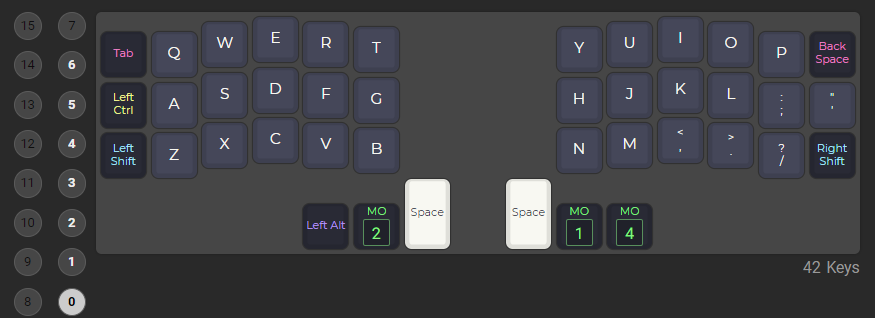 15 7
14 6
13 5
12 4
11 3
10 2
9 1
8 0
Tab Q W E R T
Y U I O P Back
Space
Left
Ctrl A S D F G
H J K L :
; "
'
Left
Shift Z X C V B
N M <
, >
. ?
/ Right
Shift
Left Alt MO
2 Space
Space MO
1 MO
4
42 Keys